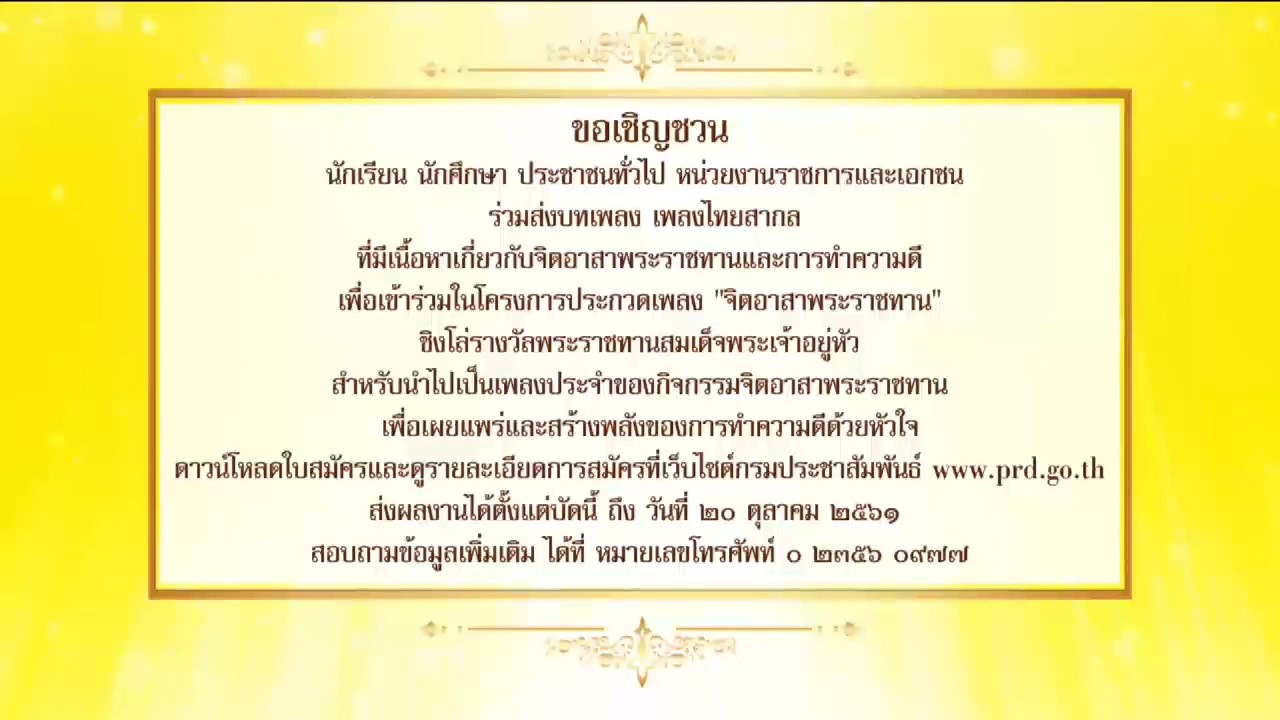 ขอเชิญชวน
นักเรียน นักศึกษา ประชาชนทั่วไป หน่วยงานราชการและเอกชน
ร่วมส่งบทเพลง เพลงไทยสากล
ที่มีเนื้อหาเกี่ยวกับจิตอาสาพระราชทานและการทำความดี
เพื่อเข้าร่วมในโครงการประกวดเพลง "จิตอาสาพระราชทาน"
ชิงโล่รางวัลพระราชทานสมเด็จพระเจ้าอยู่หัว
สำหรับนำไปเป็นเพลงประจำของกิจกรรมจิตอาสาพระราชทาน
เพื่อเผยแพร่และสร้างพลังของการทำความดีด้วยหัวใจ
ดาวน์โหลดใบสมัครและดูรายละเอียดการสมัครที่เว็บไซต์กรมประชาสัมพันธ์ www.prd.go.th
ส่งผลงานได้ตั้งแต่บัดนี้ ถึง วันที่ ๒๐ ตุลาคม ๒๕๖๑
สอบถามข้อมูลเพิ่มเติม ได้ที่ หมายเลขโทรศัพท์ ๐ ๒๓๕๖ ๐๙๗๗